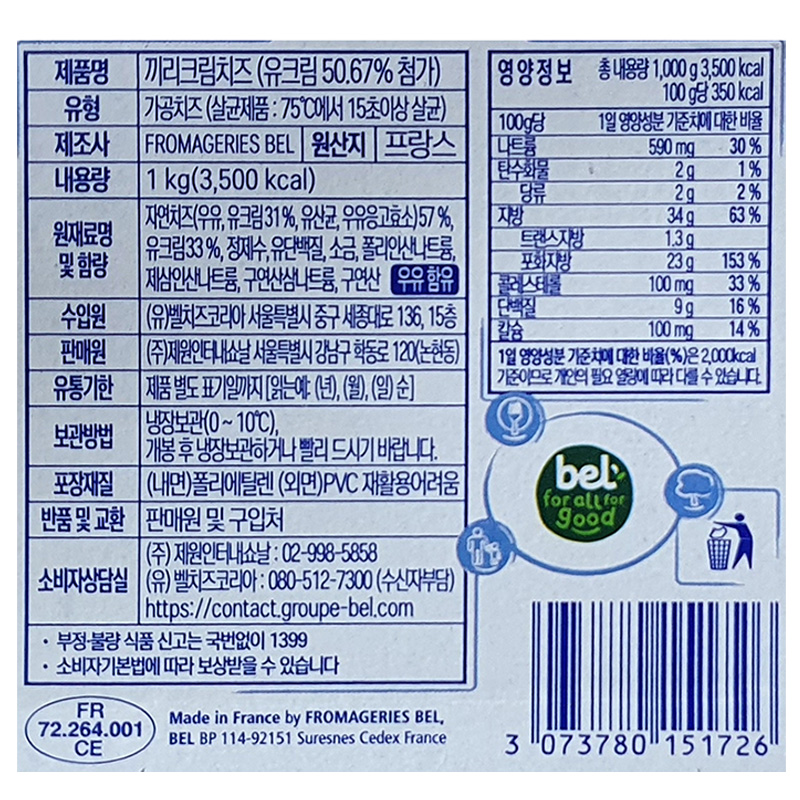 제품명 끼리크림치즈 (유크림 50.67% 첨가)
유형 가공치즈 (살균제품 : 75℃에서 15초이상 살균)
제조사 FROMAGERIES BEL 원산지 프랑스
내용량 1 kg(3,500 kcal)
원재료명 및 함량
자연치즈(우유, 유크림31%, 유산균, 우유응고효소)57%,
유크림33%, 정제수, 유단백질, 소금, 폴리인산나트륨,
제삼인산나트륨, 구연산삼나트륨, 구연산 우유 함유
수입원 (유)벨치즈코리아 서울특별시 중구 세종대로 136, 15층
판매원 (주)제원인터내쇼날 서울특별시 강남구 학동로 120(논현동)
유통기한 제품 별도 표기일까지 [읽는예: (년), (월), (일) 순]
보관방법 냉장보관(0 ~ 10℃),
개봉 후 냉장보관하거나 빨리 드시기 바랍니다.
포장재질 (내면)폴리에틸렌 (외면)PVC 재활용어려움
반품 및 교환 판매원 및 구입처
소비자상담실
(주) 제원인터내쇼날 : 02-998-5858
(유) 벨치즈코리아 : 080-512-7300 (수신자부담)
https://contact.groupe-bel.com
· 부정·불량 식품 신고는 국번없이 1399
· 소비자기본법에 따라 보상받을 수 있습니다
FR
72.264.001
CE
Made in France by FROMAGERIES BEL,
BEL BP 114-92151 Suresnes Cedex France
영양정보 총 내용량 1,000 g 3,500 kcal
100 g당 350 kcal
100g당 1일 영양성분 기준치에 대한 비율
나트륨 590 mg 30 %
탄수화물 2 g 1 %
당류 2 g 2 %
지방 34 g 63 %
트랜스지방 1.3 g
포화지방 23 g 153 %
콜레스테롤 100 mg 33 %
단백질 9 g 16 %
칼슘 100 mg 14 %
1일 영양성분 기준치에 대한 비율(%)은 2,000kcal
기준이므로 개인의 필요 열량에 따라 다를 수 있습니다.
bel
for all for
good
3 073780 151726